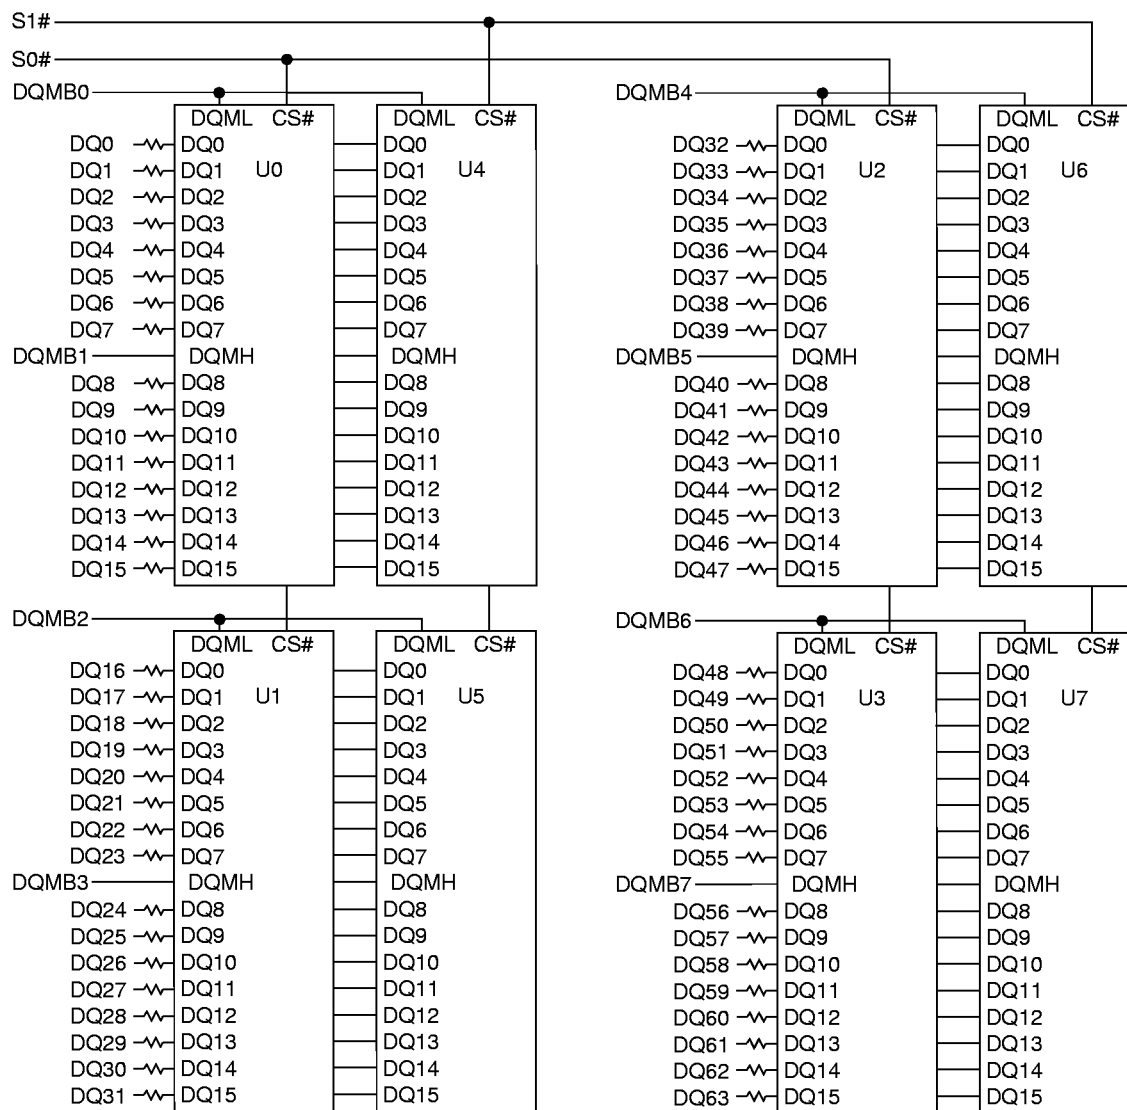 S1#
S0#
DQMB0 DQMB4
DQML CS# DQML CS# DQML CS# DQML CS#
DQ0 DQ0 DQ0 DQ32 DQ0 DQ0
DQ1 DQ1 U0 DQ1 U4 DQ33 DQ1 U2 DQ1 U6
DQ2 DQ2 DQ2 DQ34 DQ2 DQ2
DQ3 DQ3 DQ3 DQ35 DQ3 DQ3
DQ4 DQ4 DQ4 DQ36 DQ4 DQ4
DQ5 DQ5 DQ5 DQ37 DQ5 DQ5
DQ6 DQ6 DQ6 DQ38 DQ6 DQ6
DQ7 DQ7 DQ7 DQ39 DQ7 DQ7
DQMB1 DQMH DQMH DQMB5 DQMH DQMH
DQ8 DQ8 DQ8 DQ40 DQ8 DQ8
DQ9 DQ9 DQ9 DQ41 DQ9 DQ9
DQ10 DQ10 DQ10 DQ42 DQ10 DQ10
DQ11 DQ11 DQ11 DQ43 DQ11 DQ11
DQ12 DQ12 DQ12 DQ44 DQ12 DQ12
DQ13 DQ13 DQ13 DQ45 DQ13 DQ13
DQ14 DQ14 DQ14 DQ46 DQ14 DQ14
DQ15 DQ15 DQ15 DQ47 DQ15 DQ15
DQMB2 DQMB6
DQML CS# DQML CS# DQML CS# DQML CS#
DQ16 DQ0 DQ0 DQ48 DQ0 DQ0
DQ17 DQ1 U1 DQ1 U5 DQ49 DQ1 U3 DQ1 U7
DQ18 DQ2 DQ2 DQ50 DQ2 DQ2
DQ19 DQ3 DQ3 DQ51 DQ3 DQ3
DQ20 DQ4 DQ4 DQ52 DQ4 DQ4
DQ21 DQ5 DQ5 DQ53 DQ5 DQ5
DQ22 DQ6 DQ6 DQ54 DQ6 DQ6
DQ23 DQ7 DQ7 DQ55 DQ7 DQ7
DQMB3 DQMH DQMH DQMB7 DQMH DQMH
DQ24 DQ8 DQ8 DQ56 DQ8 DQ8
DQ25 DQ9 DQ9 DQ57 DQ9 DQ9
DQ26 DQ10 DQ10 DQ58 DQ10 DQ10
DQ27 DQ11 DQ11 DQ59 DQ11 DQ11
DQ28 DQ12 DQ12 DQ60 DQ12 DQ12
DQ29 DQ13 DQ13 DQ61 DQ13 DQ13
DQ30 DQ14 DQ14 DQ62 DQ14 DQ14
DQ31 DQ15 DQ15 DQ63 DQ15 DQ15